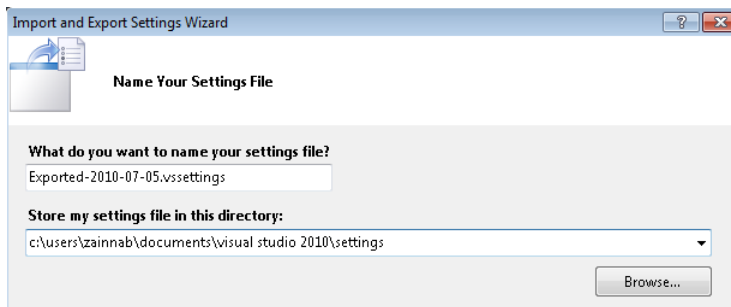 Import and Export Settings Wizard
Name Your Settings File
What do you want to name your settings file?
Exported-2010-07-05.vssettings
Store my settings file in this directory:
c:\users\zainnab\documents\visual studio 2010\settings
Browse...